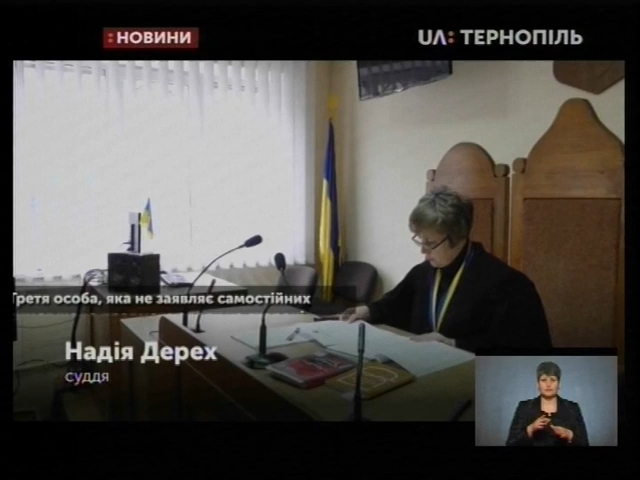 :НОВИНИ
UA: ТЕРНОПІЛЬ
Третя особа, яка не заявляє самостійних
Надія Дерех
суддя